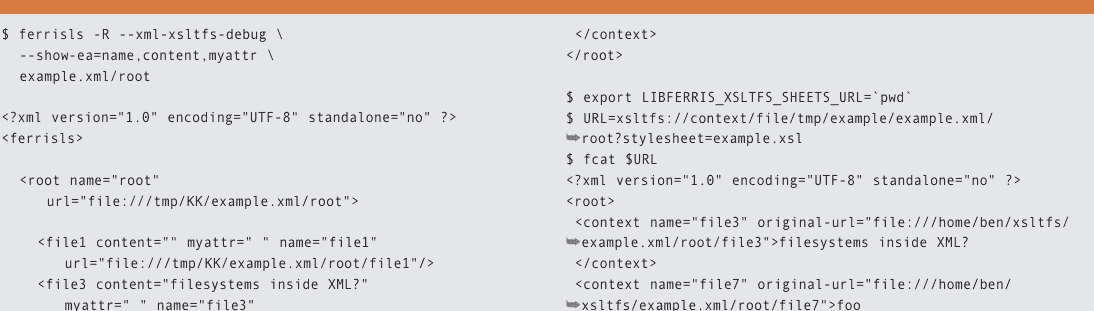 $ ferrisls -R --xml-xsltfs-debug \
--show-ea=name,content,myattr \
example.xml/root
<?xml version="1.0" encoding="UTF-8" standalone="no" ?>
<ferrisls>
<root name="root"
url="file:///tmp/KK/example.xml/root">
<file1 content="" myattr=" " name="file1"
url="file:///tmp/KK/example.xml/root/file1"/>
<file3 content="filesystems inside XML?"
myattr=" " name="file3"
</context>
</root>
$ export LIBFERRIS_XSLTFS_SHEETS_URL=`pwd`
$ URL=xsltfs://context/file/tmp/example/example.xml/
➥root?stylesheet=example.xsl
$ fcat $URL
<?xml version="1.0" encoding="UTF-8" standalone="no" ?>
<root>
<context name="file3" original-url="file:///home/ben/xsltfs/
➥example.xml/root/file3">filesystems inside XML?
</context>
<context name="file7" original-url="file:///home/ben/
➥xsltfs/example.xml/root/file7">foo